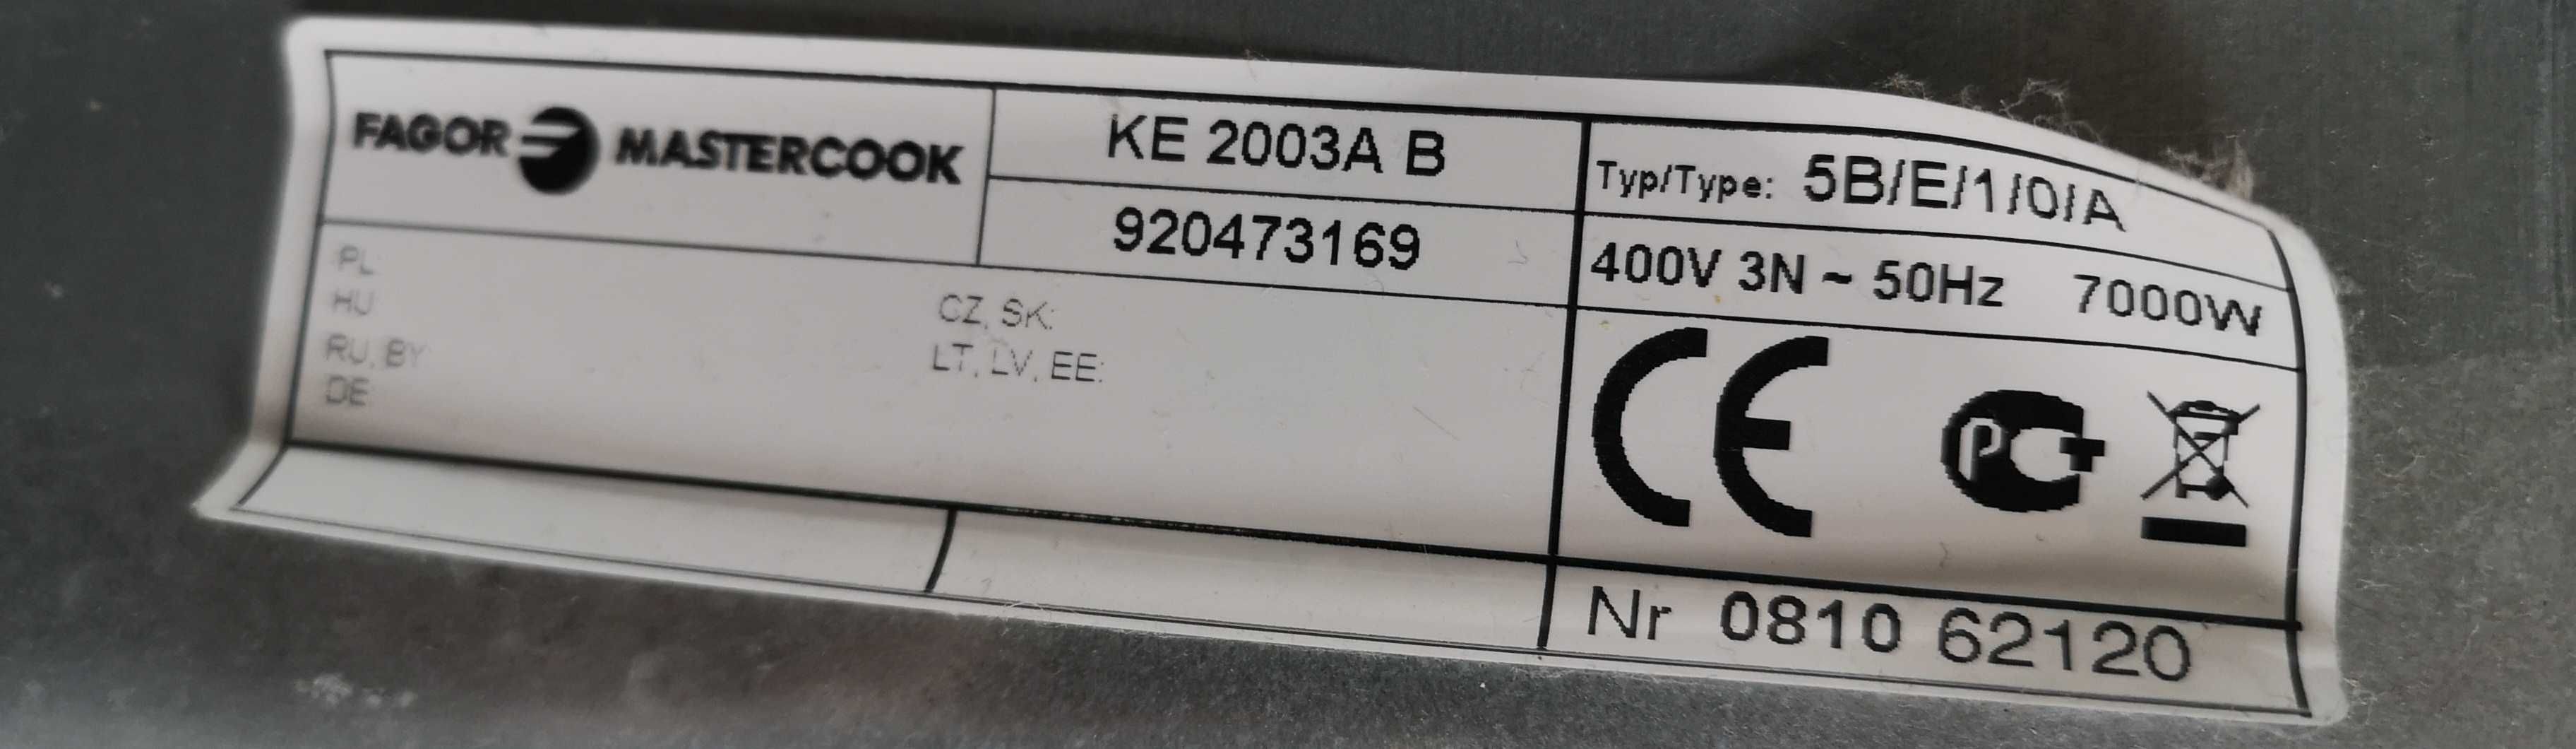 FAGOR MASTERCOOK
KE 2003A B
920473169
Typ/Type: 5B/E/1/0/A
400V 3N ~ 50Hz 7000W
PL
HU
RU, BY
DE
CZ, SK:
LT, LV, EE:
CE
PC+
Nr 0810 62120